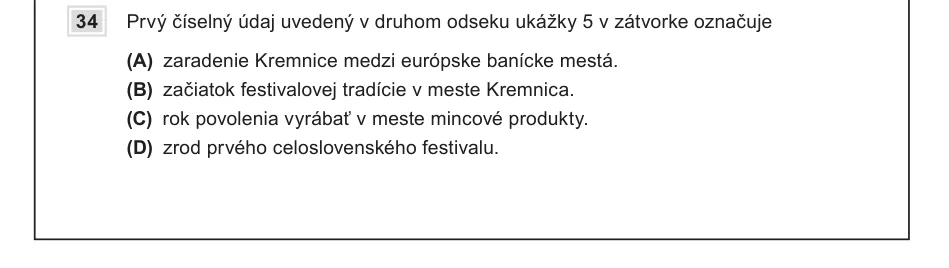 34 Prvý číselný údaj uvedený v druhom odseku ukážky 5 v zátvorke označuje
(A) zaradenie Kremnice medzi európske banícke mestá.
(B) začiatok festivalovej tradície v meste Kremnica.
(C) rok povolenia vyrábať v meste mincové produkty.
(D) zrod prvého celoslovenského festivalu.